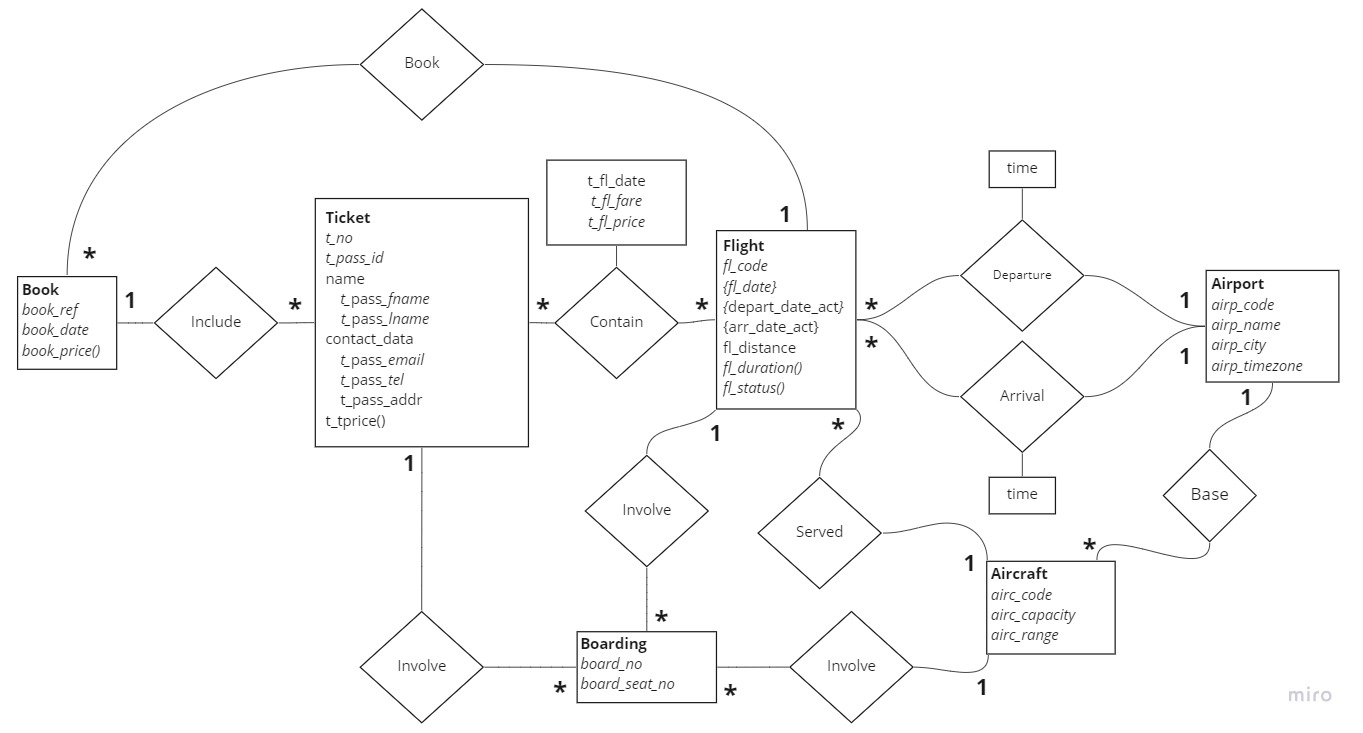 Book
time
t_fl_date
t_fl_fare
t_fl_price
Ticket
t_no
t_pass_id
name
t_pass_fname
t_pass_lname
contact_data
t_pass_email
t_pass_tel
t_pass_addr
t_tprice()
1
Flight
fl_code
{fl_date}
{depart_date_act}
{arr_date_act}
fl_distance
fl_duration()
fl_status()
*
Book
book_ref
book_date
book_price()
1
Include
*
*
Contain
*
*
*
Departure
1
1
Airport
airp_code
airp_name
airp_city
airp_timezone
Arrival
time
1
1
1
*
Involve
Served
Base
1
*
Aircraft
airc_code
airc_capacity
airc_range
*
Involve
*
Boarding
board_no
board_seat_no
*
Involve
1
miro